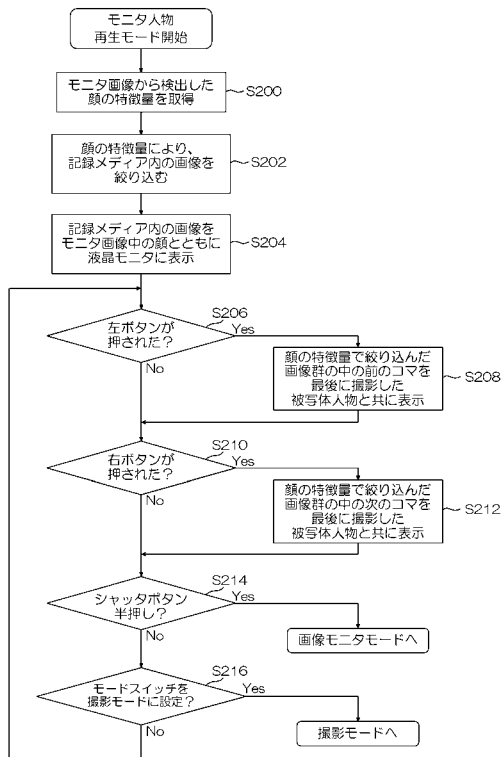 モニタ人物
再生モード開始
モニタ画像から検出した
顔の特徴量を取得
S200
顔の特徴量により、
記録メディア内の画像を
絞り込む
S202
記録メディア内の画像を
モニタ画像中の顔とともに
液晶モニタに表示
S204
S206
左ボタンが
押された?
Yes
No
顔の特徴量で絞り込んだ
画像群の中の前のコマを
最後に撮影した
被写体人物と共に表示
S208
S210
右ボタンが
押された?
Yes
No
顔の特徴量で絞り込んだ
画像群の中の次のコマを
最後に撮影した
被写体人物と共に表示
S212
S214
シャッタボタン
半押し?
Yes
No
画像モニタモードへ
S216
モードスイッチを
撮影モードに設定?
Yes
No
撮影モードへ